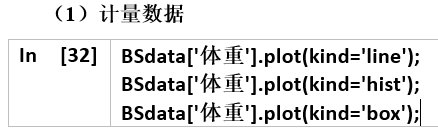 （1）计量数据
In [32] BSdata['体重'].plot(kind='line');
BSdata['体重'].plot(kind='hist');
BSdata['体重'].plot(kind='box');